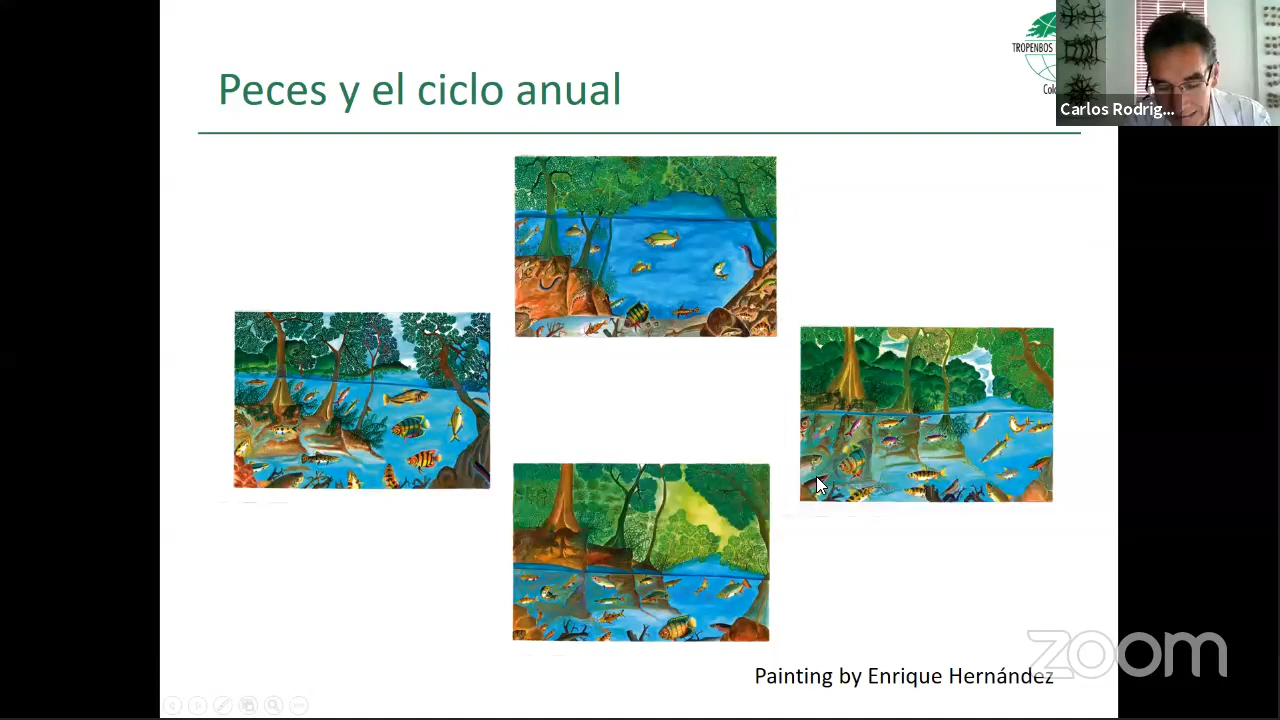 Peces y el ciclo anual
TROPENBOS
Carlos Rodrig...
Painting by Enrique Hernández
zoom